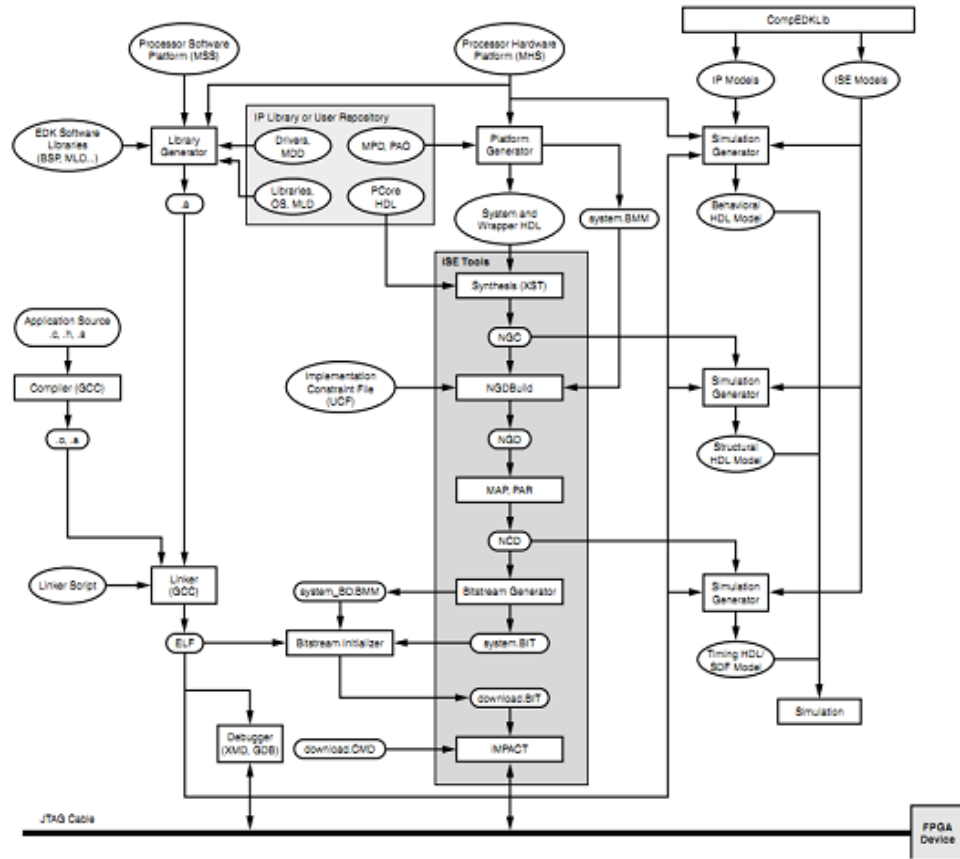 CompEDKLib
Processor Software
Platform (MSS)
Processor Hardware
Platform (MHS)
IP Models
ISE Models
IP Library or User Repository
EDK Software
Libraries
(BSP, MLD...)
Library
Generator
Drivers,
MDD
MPD, PAO
Platform
Generator
Simulation
Generator
.a
Libraries,
OS, MLD
PCore
HDL
System and
Wrapper HDL
system.BMM
Behavioral
HDL Model
ISE Tools
Synthesis (XST)
Application Source
.c, .h, .s
NGC
Compiler (GCC)
Implementation
Constraint File
(UCF)
NGDBuild
Simulation
Generator
.o, .a
NGD
Structural
HDL Model
MAP, PAR
NCD
Linker Script
Linker
(GCC)
system_BD.BMM
Bitstream Generator
Simulation
Generator
ELF
Bitstream Initializer
system.BIT
Timing HDL/
SDF Model
download.BIT
Simulation
Debugger
(XMD, GDB)
download.CMD
iMPACT
JTAG Cable
FPGA
Device